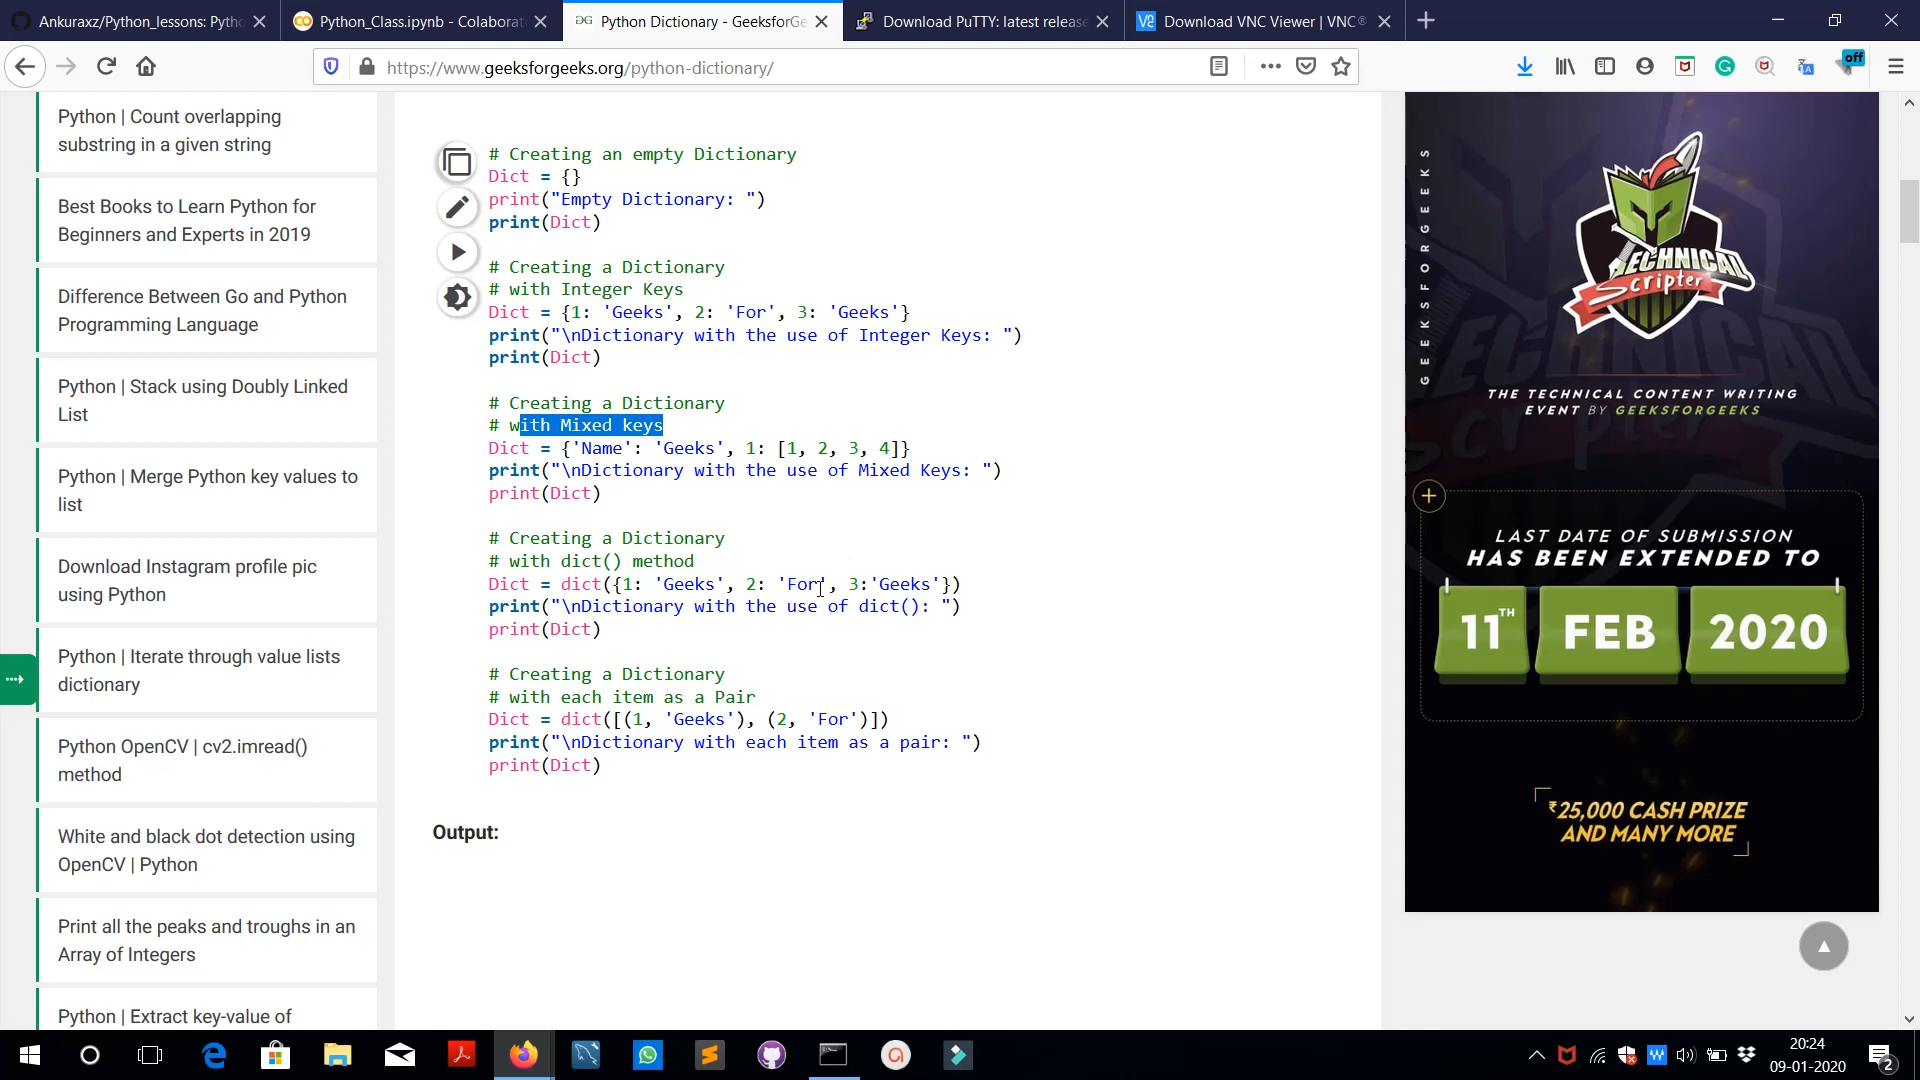 Ankuraxz/Python_lessons: Pytho
Python_Class.ipynb - Colaborat
Python Dictionary - GeeksforGe
Download PuTTY: latest release
Download VNC Viewer | VNC®
https://www.geeksforgeeks.org/python-dictionary/
off
Python | Count overlapping
substring in a given string
Best Books to Learn Python for
Beginners and Experts in 2019
Difference Between Go and Python
Programming Language
Python | Stack using Doubly Linked
List
Python | Merge Python key values to
list
Download Instagram profile pic
using Python
Python | Iterate through value lists
dictionary
Python OpenCV | cv2.imread()
method
White and black dot detection using
OpenCV | Python
Print all the peaks and troughs in an
Array of Integers
Python | Extract key-value of
# Creating an empty Dictionary
Dict = {}
print("Empty Dictionary: ")
print(Dict)
# Creating a Dictionary
# with Integer Keys
Dict = {1: 'Geeks', 2: 'For', 3: 'Geeks'}
print("\nDictionary with the use of Integer Keys: ")
print(Dict)
# Creating a Dictionary
# with Mixed keys
Dict = {'Name': 'Geeks', 1: [1, 2, 3, 4]}
print("\nDictionary with the use of Mixed Keys: ")
print(Dict)
# Creating a Dictionary
# with dict() method
Dict = dict({1: 'Geeks', 2: 'For', 3:'Geeks'})
print("\nDictionary with the use of dict(): ")
print(Dict)
# Creating a Dictionary
# with each item as a Pair
Dict = dict([(1, 'Geeks'), (2, 'For')])
print("\nDictionary with each item as a pair: ")
print(Dict)
Output:
GEEKSFORGEEKS
TECHNICAL
Scripter
THE TECHNICAL CONTENT WRITING
EVENT BY GEEKSFORGEEKS
LAST DATE OF SUBMISSION
HAS BEEN EXTENDED TO
11TH FEB 2020
₹25,000 CASH PRIZE
AND MANY MORE
20:24
09-01-2020
2